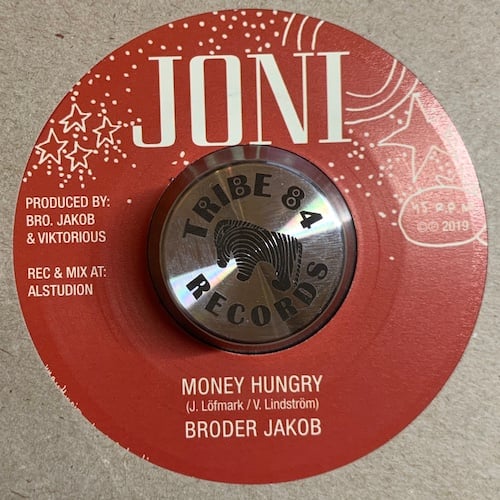 JONI
PRODUCED BY:
BRO. JAKOB
& VIKTORIOUS
REC & MIX AT:
ALSTUDION
45 R.P.M.
©℗ 2019
TRIBE 84
RECORDS
MONEY HUNGRY
(J. Löfmark / V. Lindström)
BRODER JAKOB